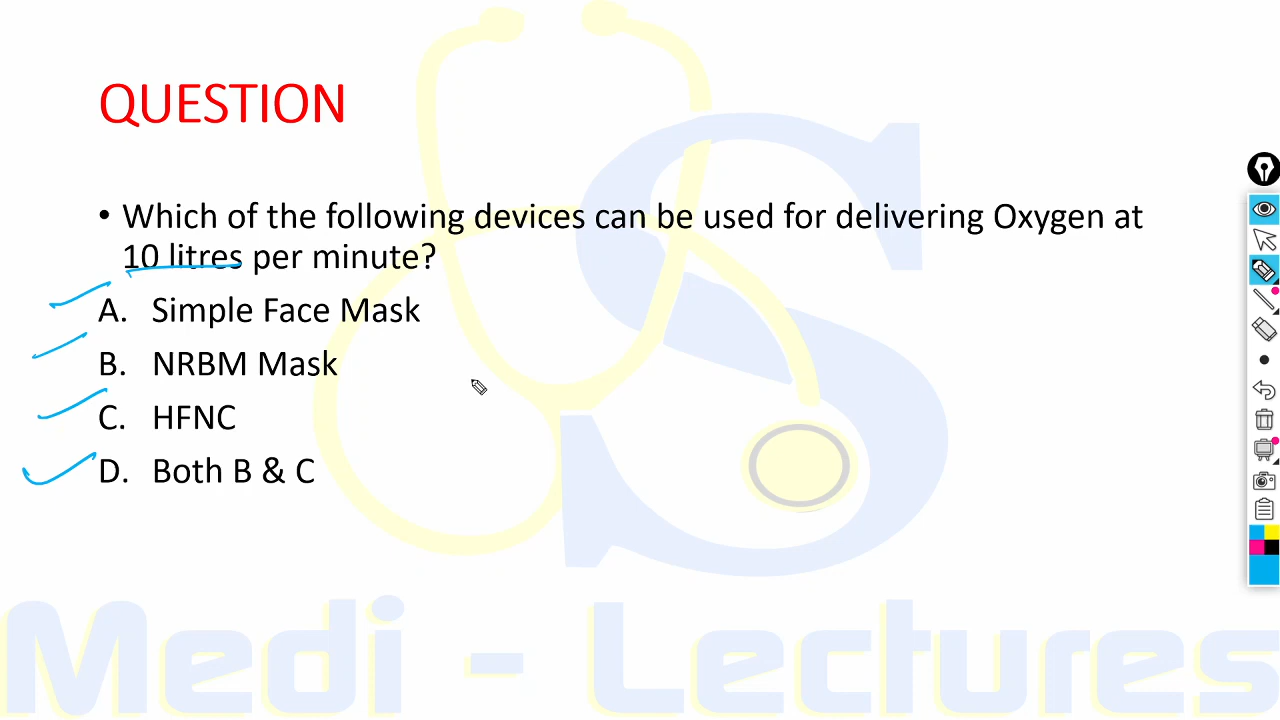 QUESTION
• Which of the following devices can be used for delivering Oxygen at
10 litres per minute?
A. Simple Face Mask
B. NRBM Mask
C. HFNC
D. Both B & C
Medi - Lectures